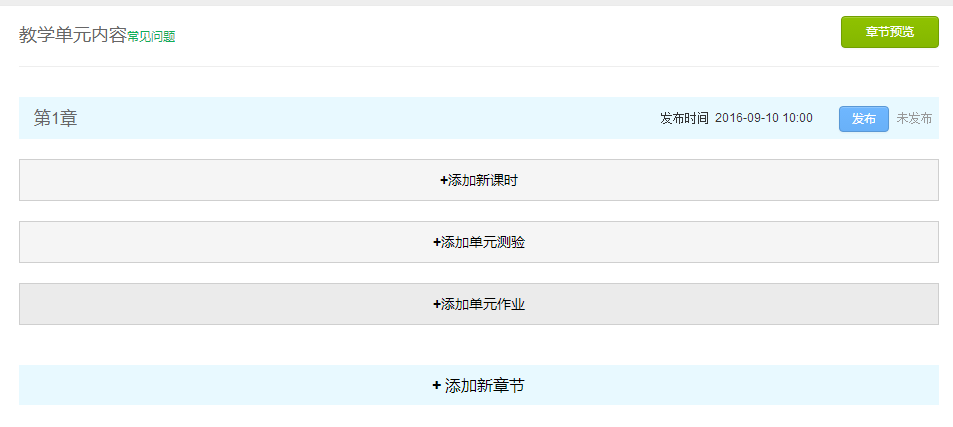 教学单元内容常见问题
章节预览
第1章
发布时间 2016-09-10 10:00 发布 未发布
+添加新课时
+添加单元测验
+添加单元作业
+ 添加新章节